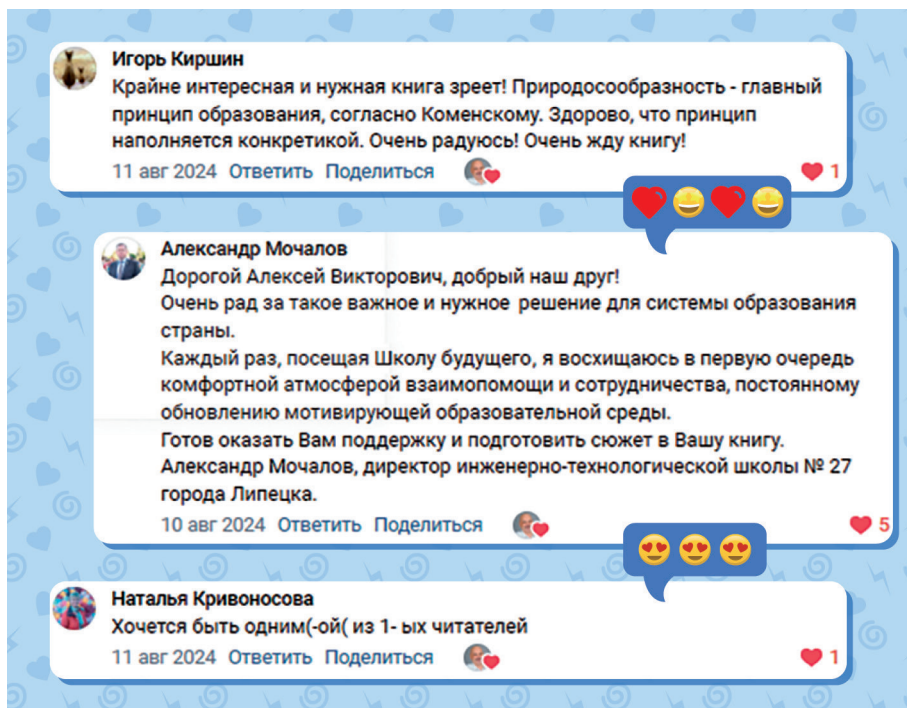 Игорь Киршин
Крайне интересная и нужная книга зреет! Природосообразность - главный
принцип образования, согласно Коменскому. Здорово, что принцип
наполняется конкретикой. Очень радуюсь! Очень жду книгу!
11 авг 2024 Ответить Поделиться 1
Александр Мочалов
Дорогой Алексей Викторович, добрый наш друг!
Очень рад за такое важное и нужное решение для системы образования
страны.
Каждый раз, посещая Школу будущего, я восхищаюсь в первую очередь
комфортной атмосферой взаимопомощи и сотрудничества, постоянному
обновлению мотивирующей образовательной среды.
Готов оказать Вам поддержку и подготовить сюжет в Вашу книгу.
Александр Мочалов, директор инженерно-технологической школы № 27
города Липецка.
10 авг 2024 Ответить Поделиться 5
Наталья Кривоносова
Хочется быть одним(-ой( из 1- ых читателей
11 авг 2024 Ответить Поделиться 1